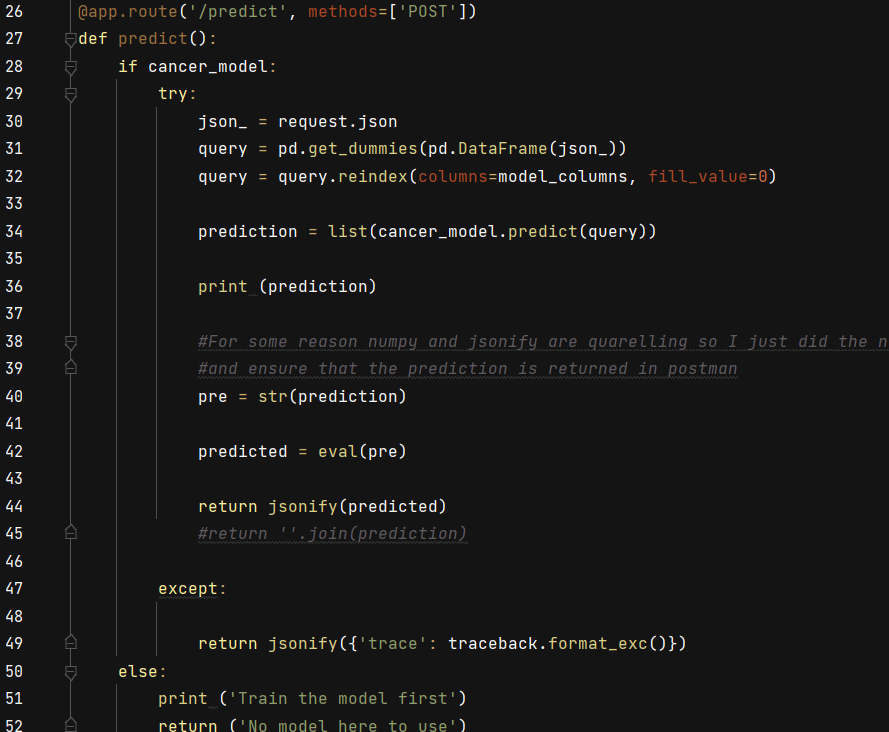 26 @app.route('/predict', methods=['POST'])
27 def predict():
28 if cancer_model:
29 try:
30 json_ = request.json
31 query = pd.get_dummies(pd.DataFrame(json_))
32 query = query.reindex(columns=model_columns, fill_value=0)
33
34 prediction = list(cancer_model.predict(query))
35
36 print (prediction)
37
38 #For some reason numpy and jsonify are quarelling so I just did the n
39 #and ensure that the prediction is returned in postman
40 pre = str(prediction)
41
42 predicted = eval(pre)
43
44 return jsonify(predicted)
45 #return ''.join(prediction)
46
47 except:
48
49 return jsonify({'trace': traceback.format_exc()})
50 else:
51 print ('Train the model first')
52 return ('No model here to use')